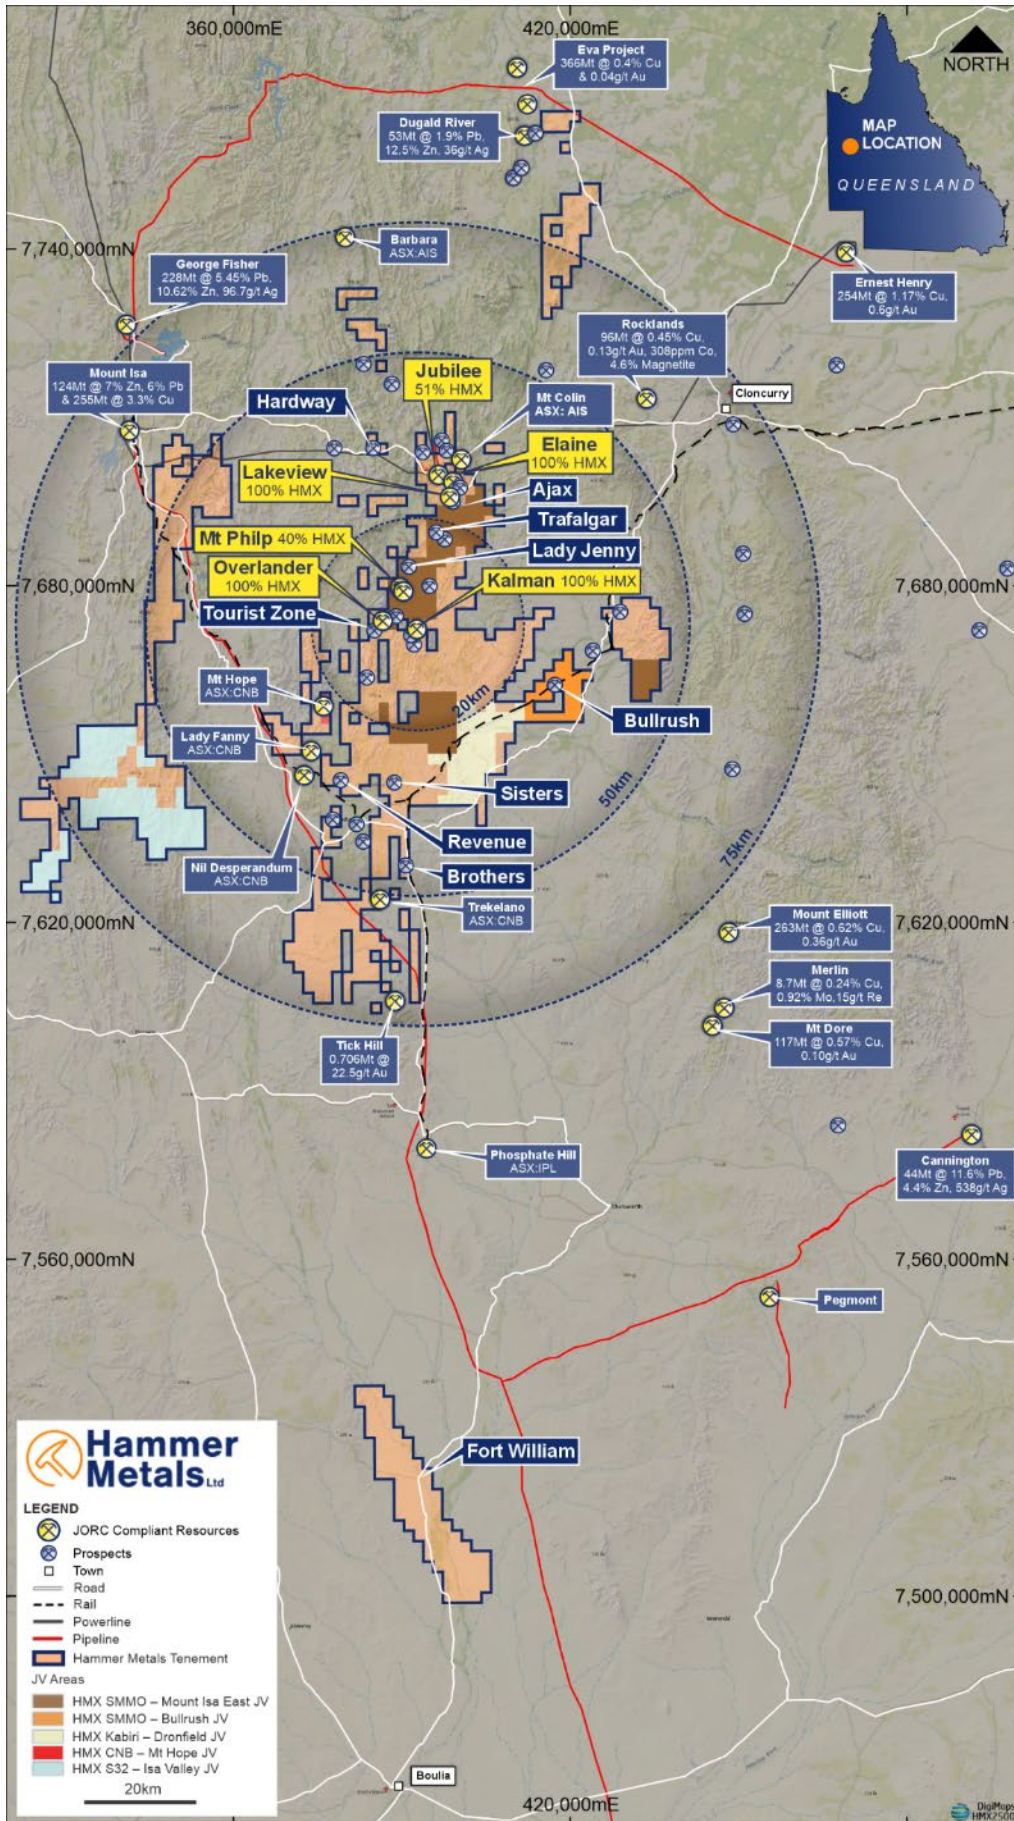 360,000mE
420,000mE
NORTH
Eva Project
366Mt @ 0.4% Cu
& 0.04g/t Au
Dugald River
53Mt @ 1.9% Pb,
12.5% Zn, 36g/t Ag
MAP
LOCATION
QUEENSLAND
7,740,000mN
Barbara
ASX:AIS
George Fisher
228Mt @ 5.45% Pb,
10.62% Zn, 96.7g/t Ag
Ernest Henry
254Mt @ 1.17% Cu,
0.6g/t Au
Rocklands
96Mt @ 0.45% Cu,
0.13g/t Au, 308ppm Co,
4.6% Magnetite
Mount Isa
124Mt @ 7% Zn, 6% Pb
& 255Mt @ 3.3% Cu
Jubilee
51% HMX
Mt Colin
ASX: AIS
Cloncurry
Hardway
Elaine
100% HMX
Lakeview
100% HMX
Ajax
Trafalgar
Mt Philp 40% HMX
Lady Jenny
Overlander
100% HMX
Kalman 100% HMX
7,680,000mN
7,680,000mN
Tourist Zone
Mt Hope
ASX:CNB
20km
Bullrush
Lady Fanny
ASX:CNB
50km
Sisters
75km
Revenue
Nil Desperandum
ASX:CNB
Brothers
Trekelano
ASX:CNB
7,620,000mN
7,620,000mN
Mount Elliott
263Mt @ 0.62% Cu,
0.36g/t Au
Merlin
8.7Mt @ 0.24% Cu,
0.92% Mo,15g/t Re
Mt Dore
117Mt @ 0.57% Cu,
0.10g/t Au
Tick Hill
0.706Mt @
22.5g/t Au
Phosphate Hill
ASX:IPL
Cannington
44Mt @ 11.6% Pb,
4.4% Zn, 538g/t Ag
7,560,000mN
7,560,000mN
Pegmont
Fort William
Hammer
Metals Ltd
LEGEND
JORC Compliant Resources
Prospects
Town
Road
Rail
Powerline
Pipeline
Hammer Metals Tenement
JV Areas
HMX SMMO – Mount Isa East JV
HMX SMMO – Bullrush JV
HMX Kabiri – Dronfield JV
HMX CNB – Mt Hope JV
HMX S32 – Isa Valley JV
20km
7,500,000mN
Boulia
420,000mE
DigiMaps